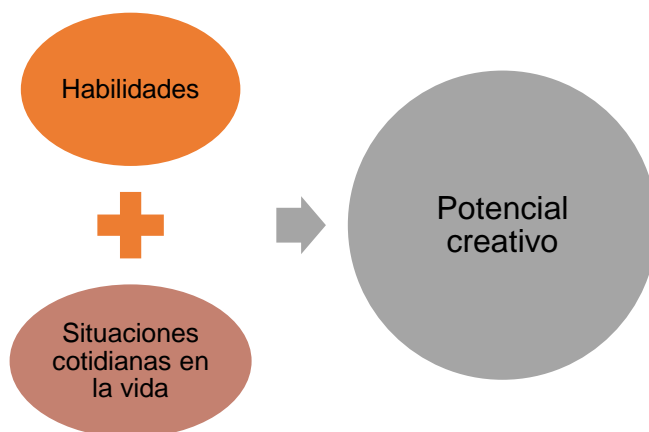 Habilidades
Situaciones
cotidianas en
la vida
Potencial
creativo